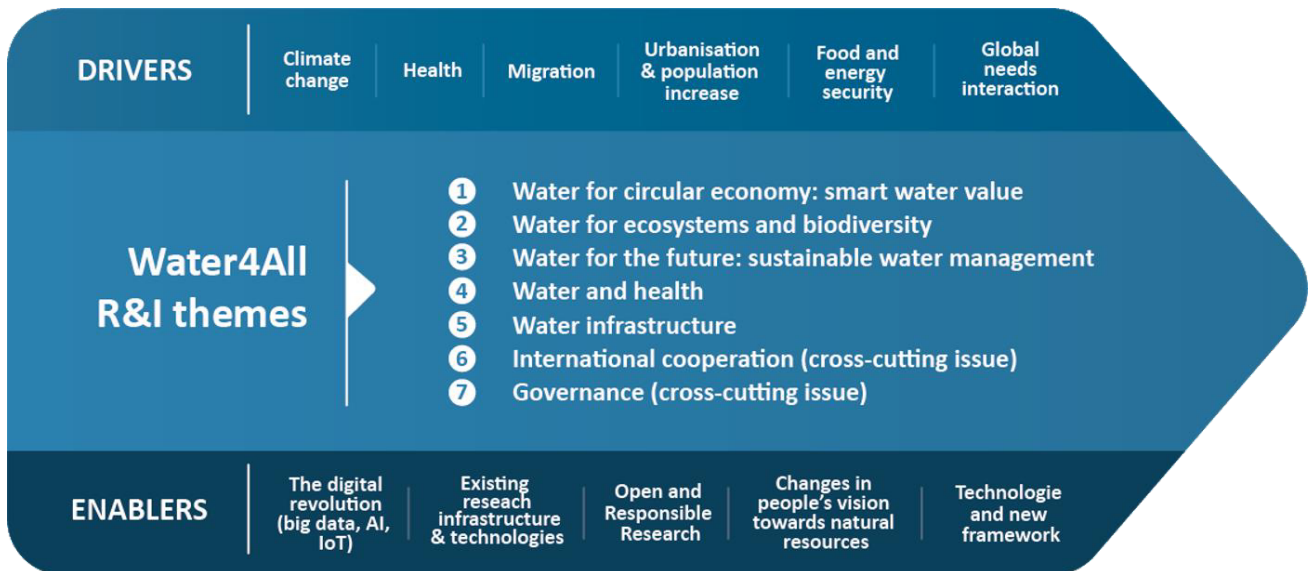 DRIVERS
Climate
change
Health
Migration
Urbanisation
& population
increase
Food and
energy
security
Global
needs
interaction
Water4All
R&I themes
1 Water for circular economy: smart water value
2 Water for ecosystems and biodiversity
3 Water for the future: sustainable water management
4 Water and health
5 Water infrastructure
6 International cooperation (cross-cutting issue)
7 Governance (cross-cutting issue)
ENABLERS
The digital
revolution
(big data, AI,
IoT)
Existing
reseach
infrastructure
& technologies
Open and
Responsible
Research
Changes in
people’s vision
towards natural
resources
Technologie
and new
framework